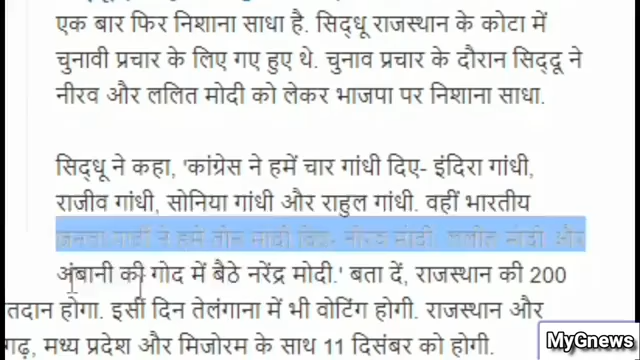 एक बार फिर निशाना साधा है. सिद्धू राजस्थान के कोटा में
चुनावी प्रचार के लिए गए हुए थे. चुनाव प्रचार के दौरान सिद्दू ने
नीरव और ललित मोदी को लेकर भाजपा पर निशाना साधा.
सिद्धू ने कहा, 'कांग्रेस ने हमें चार गांधी दिए- इंदिरा गांधी,
राजीव गांधी, सोनिया गांधी और राहुल गांधी. वहीं भारतीय
जनता पार्टी ने हमें तीन मोदी दिए- नीरव मोदी, ललित मोदी और
अंबानी की गोद में बैठे नरेंद्र मोदी.' बता दें, राजस्थान की 200
तदान होगा. इसी दिन तेलंगाना में भी वोटिंग होगी. राजस्थान और
गढ़, मध्य प्रदेश और मिजोरम के साथ 11 दिसंबर को होगी.
MyGnews